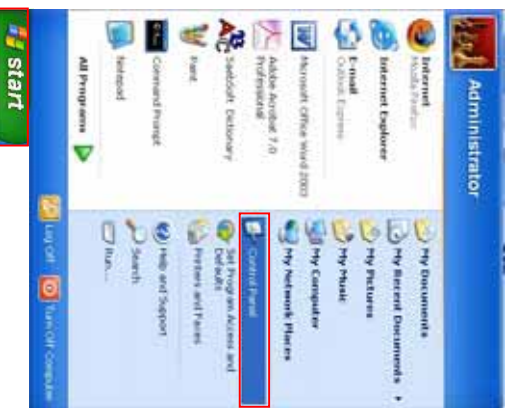 Administrator
Internet
Mozilla Firefox
Internet Explorer
E-mail
Outlook Express
Microsoft Office Word 2003
Adobe Acrobat 7.0
Professional
Dictionary
Paint
Command Prompt
Notepad
All Programs
My Documents
My Recent Documents
My Pictures
My Music
My Computer
My Network Places
Control Panel
Set Program Access and
Defaults
Printers and Faxes
Help and Support
Search
Run...
Log Off
Turn Off Computer
start